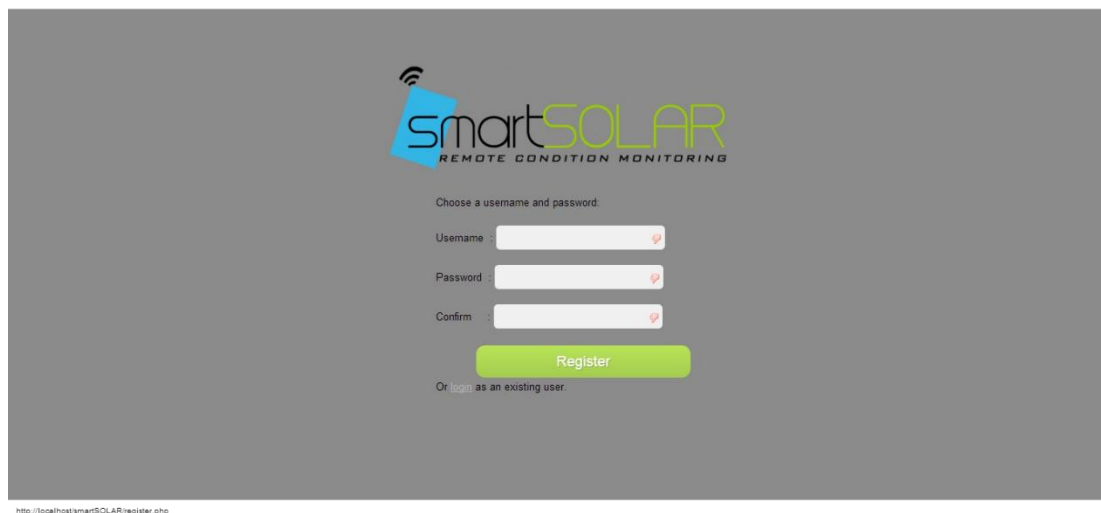 smartSOLAR
REMOTE CONDITION MONITORING
Choose a username and password:
Username :
Password :
Confirm :
Register
Or login as an existing user.
http://localhost/smartSOLAR/register.php